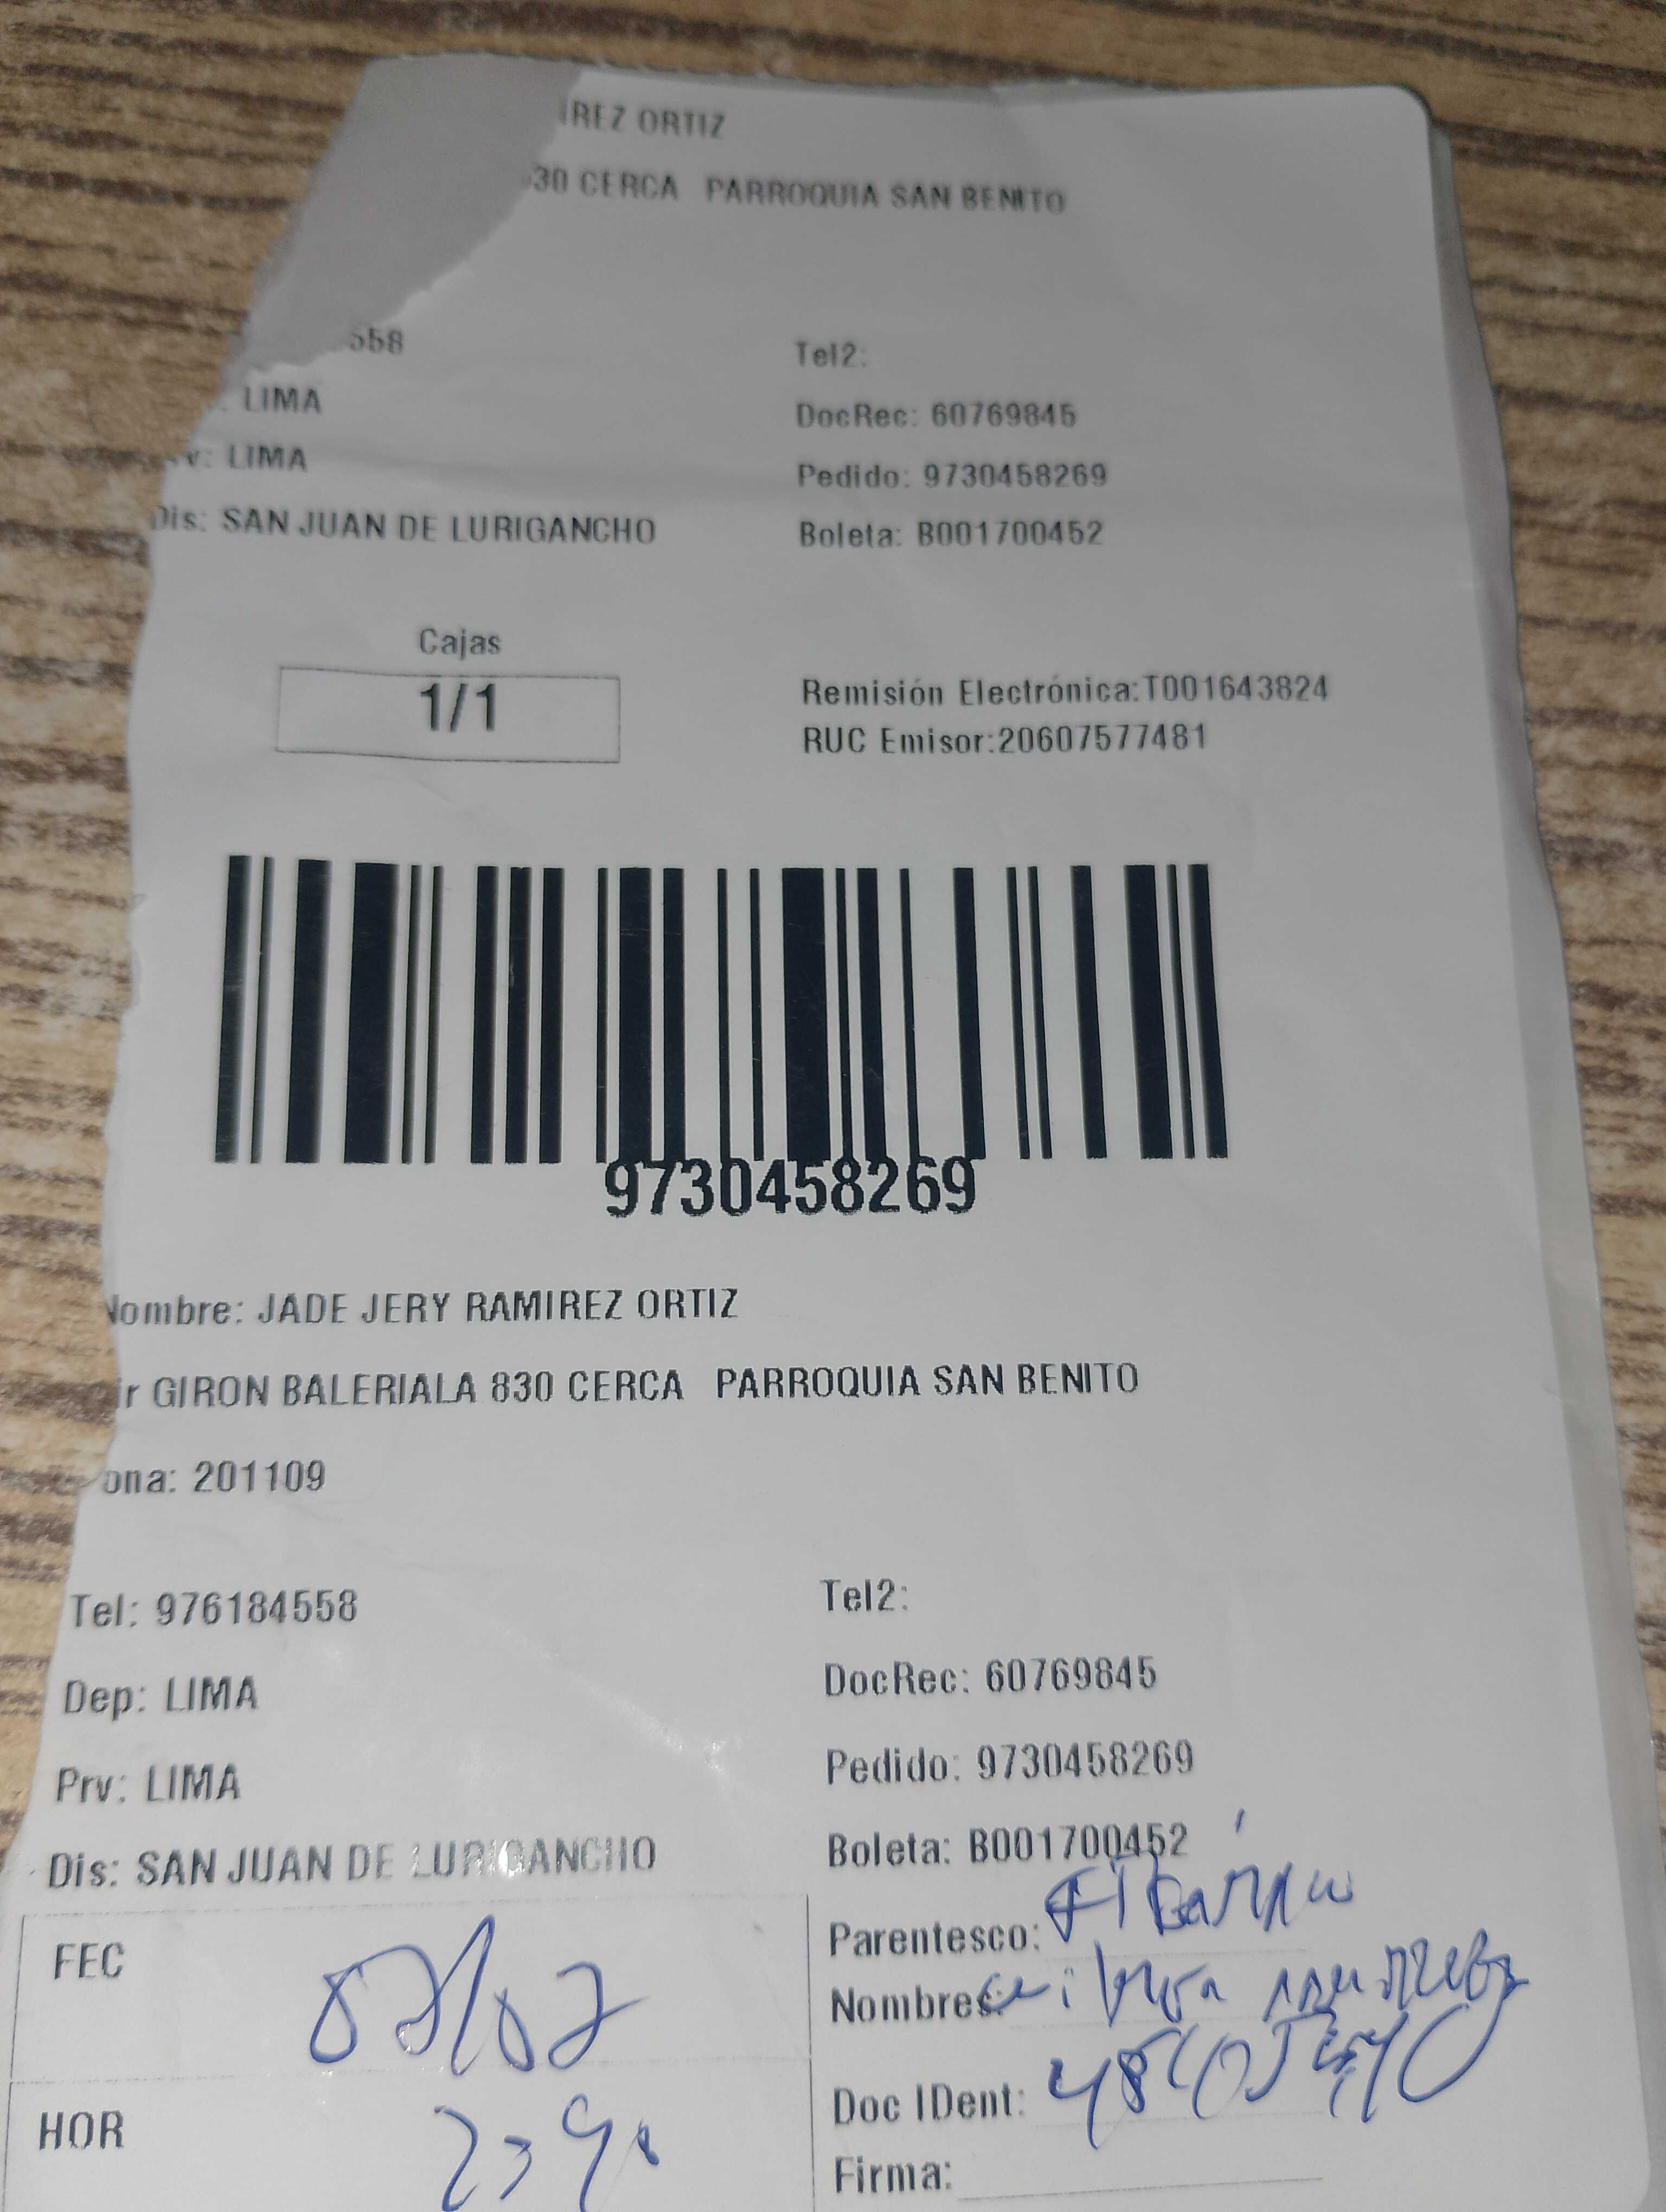 IREZ ORTIZ
30 CERCA PARROQUIA SAN BENITO
558
Tel2:
LIMA
DocRec: 60769845
v: LIMA
Pedido: 9730458269
Dis: SAN JUAN DE LURIGANCHO
Boleta: B001700452
Cajas
1/1
Remisión Electrónica:T001643824
RUC Emisor:20607577481
9730458269
Nombre: JADE JERY RAMIREZ ORTIZ
ir GIRON BALERIALA 830 CERCA PARROQUIA SAN BENITO
ona: 201109
Tel: 976184558
Tel2:
Dep: LIMA
DocRec: 60769845
Prv: LIMA
Pedido: 9730458269
Dis: SAN JUAN DE LURIGANCHO
Boleta: B001700452
FEC
Parentesco:
Nombres:
HOR
Doc IDent:
Firma: